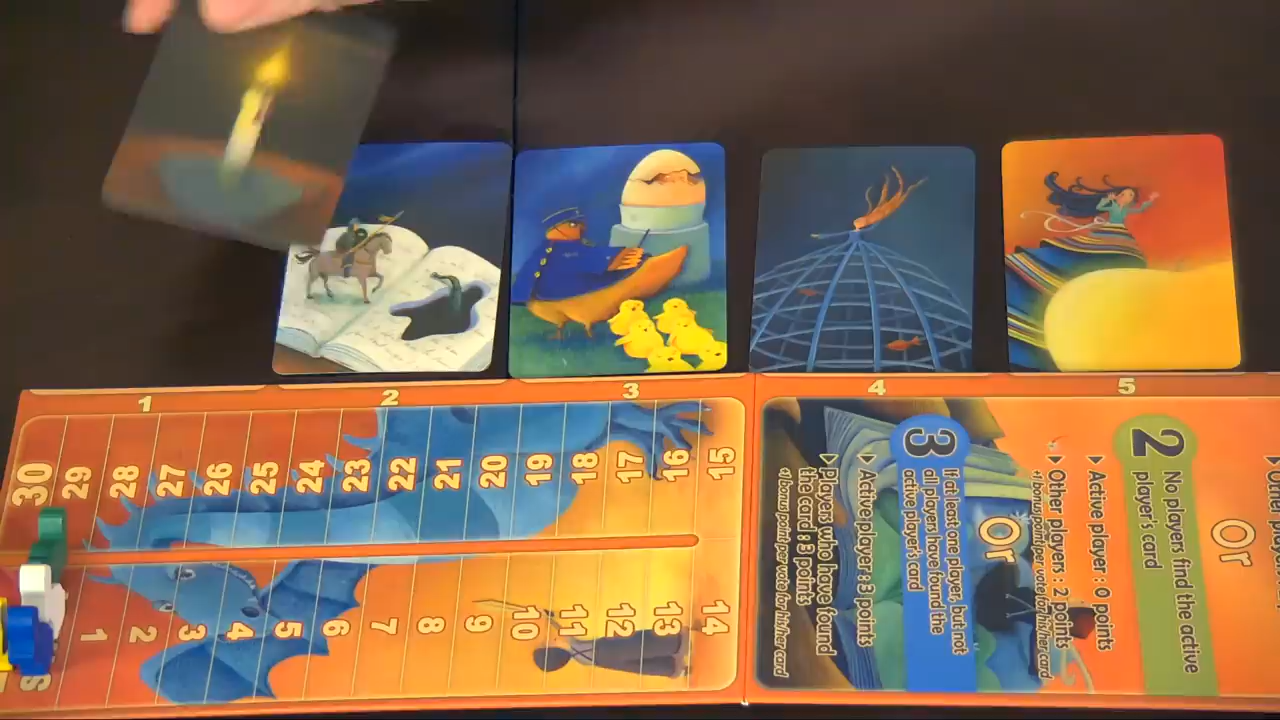 1
2
3
4
5
30
29
28
27
26
25
24
23
22
21
20
19
18
17
16
15
1
2
3
4
5
6
7
8
9
10
11
12
13
14
S
2
No players find the active
player's card
▶ Active player : 0 points
▶ Other players : 2 points
+1 bonus point per vote for his/her card
Or
Or
3
If at least one player, but not
all players have found the
active player's card
▶ Active player : 3 points
▶ Players who have found
the card : 3 points
+1 bonus point per vote for his/her card
Other